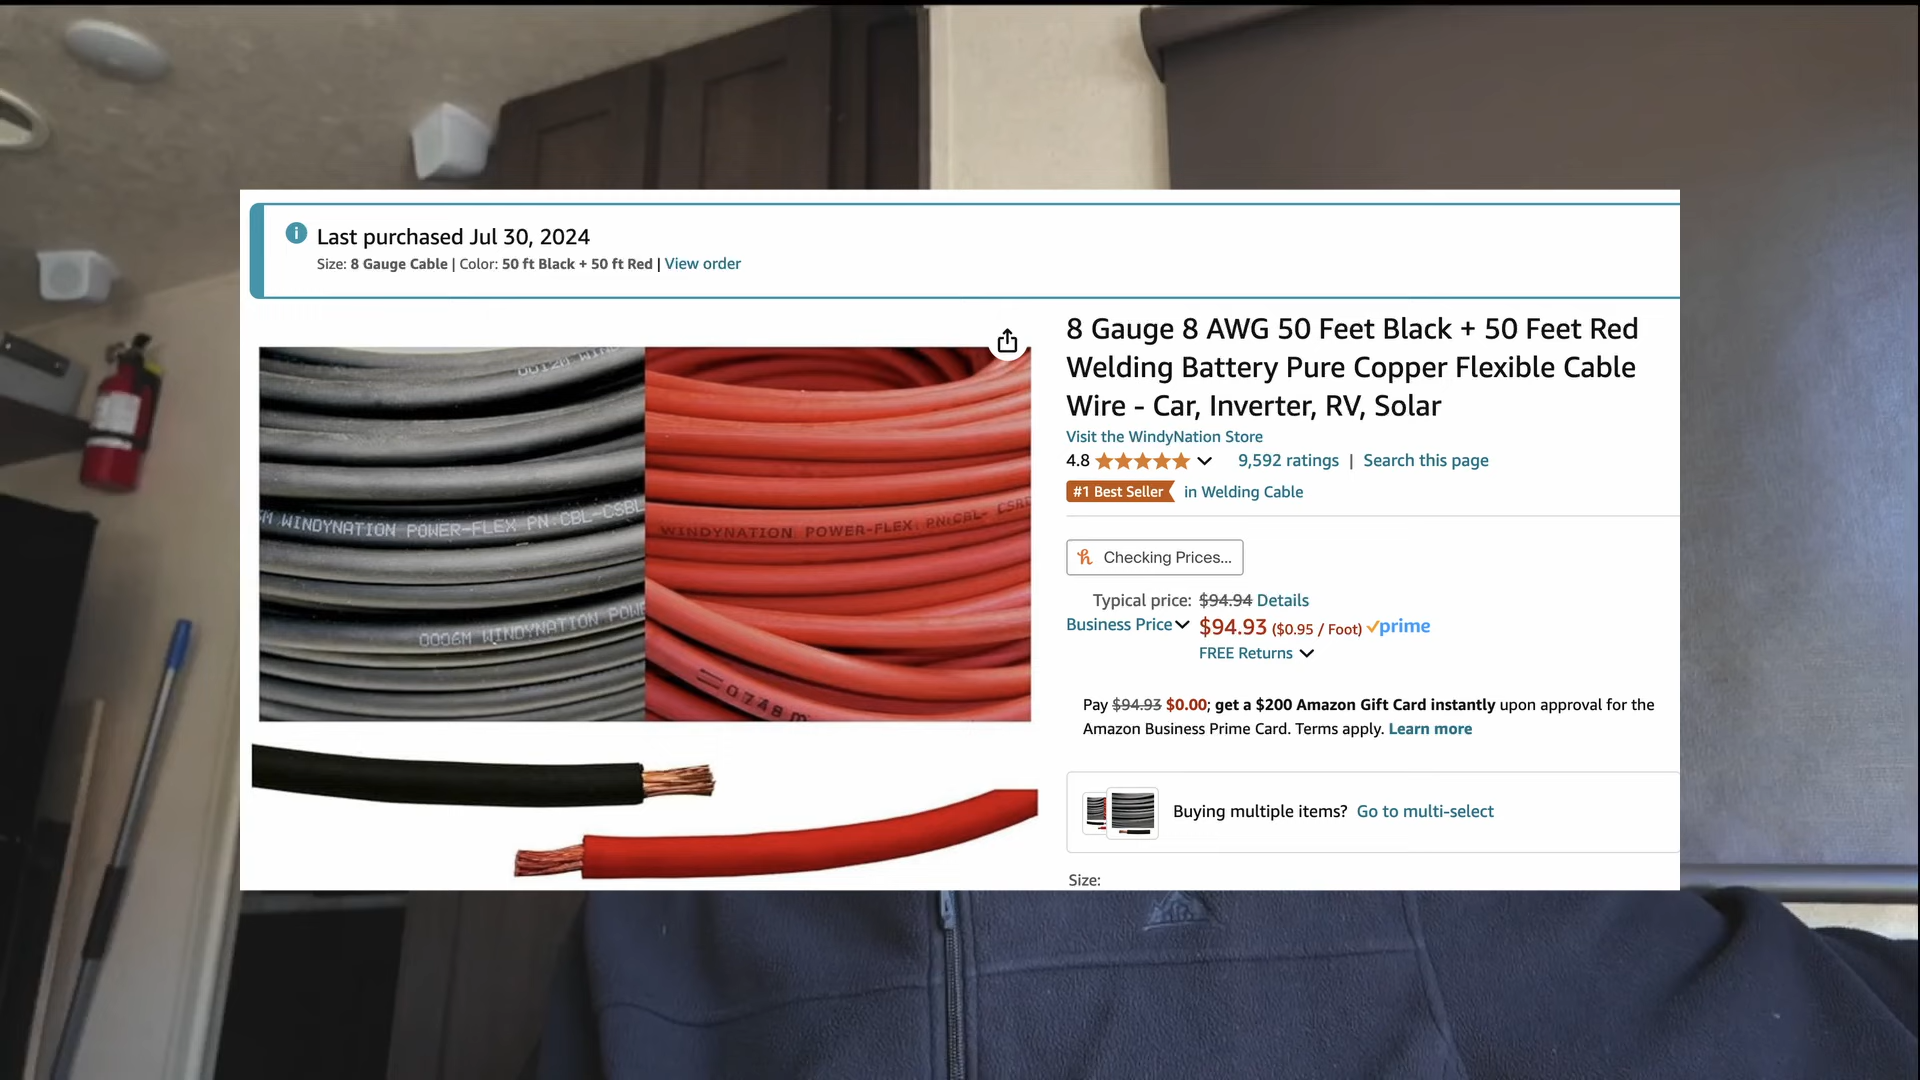 Last purchased Jul 30, 2024
Size: 8 Gauge Cable | Color: 50 ft Black + 50 ft Red | View order
8 Gauge 8 AWG 50 Feet Black + 50 Feet Red
Welding Battery Pure Copper Flexible Cable
Wire - Car, Inverter, RV, Solar
Visit the WindyNation Store
4.8 9,592 ratings | Search this page
#1 Best Seller in Welding Cable
Checking Prices...
Typical price: $94.94 Details
Business Price $94.93 ($0.95 / Foot) prime
FREE Returns
Pay $94.93 $0.00; get a $200 Amazon Gift Card instantly upon approval for the
Amazon Business Prime Card. Terms apply. Learn more
Buying multiple items? Go to multi-select
Size:
WINDYNATION POWER-FLEX PN:CBL-CSBL
0006M WINDYNATION POWE
WINDYNATION POWER-FLEX PN:CBL-
0748 m